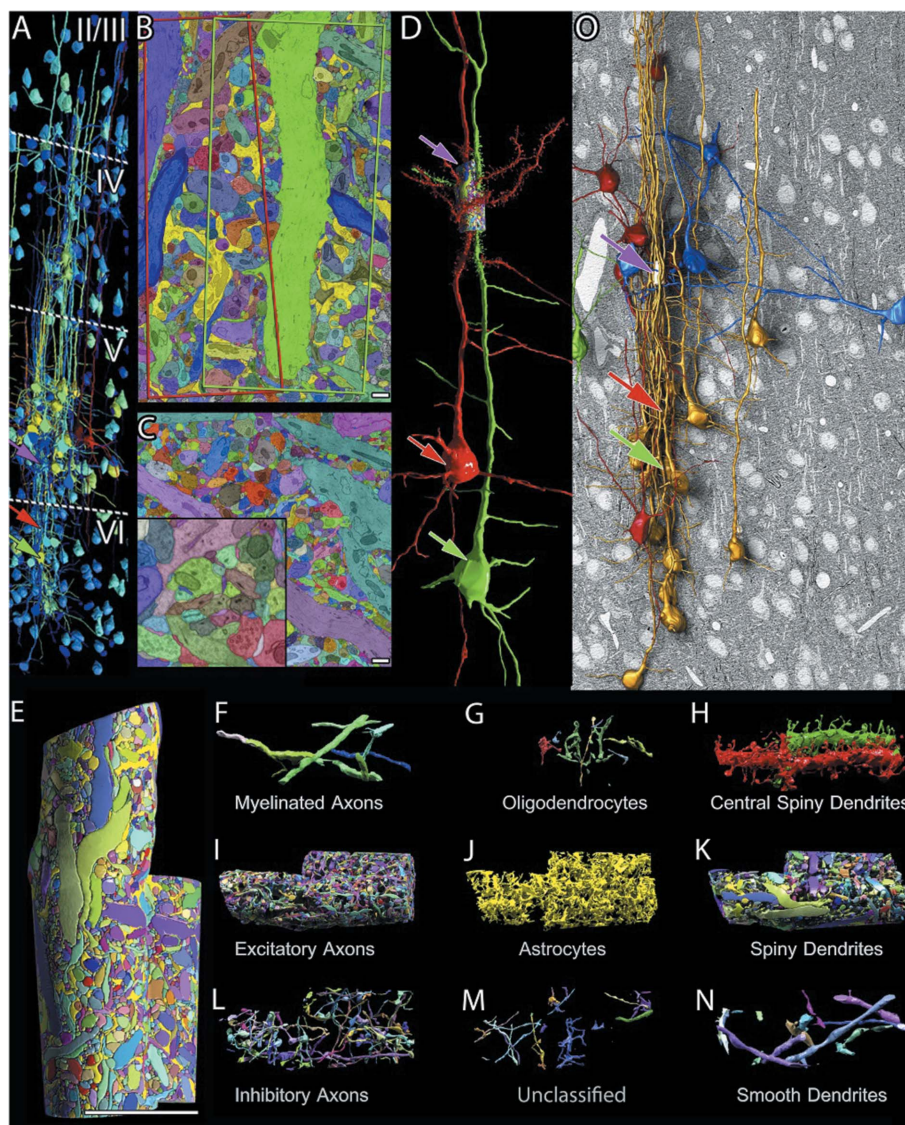 A
II/III
B
D
O
IV
V
C
VI
E
F
G
H
Myelinated Axons
Oligodendrocytes
Central Spiny Dendrites
I
J
K
Excitatory Axons
Astrocytes
Spiny Dendrites
L
M
N
Inhibitory Axons
Unclassified
Smooth Dendrites